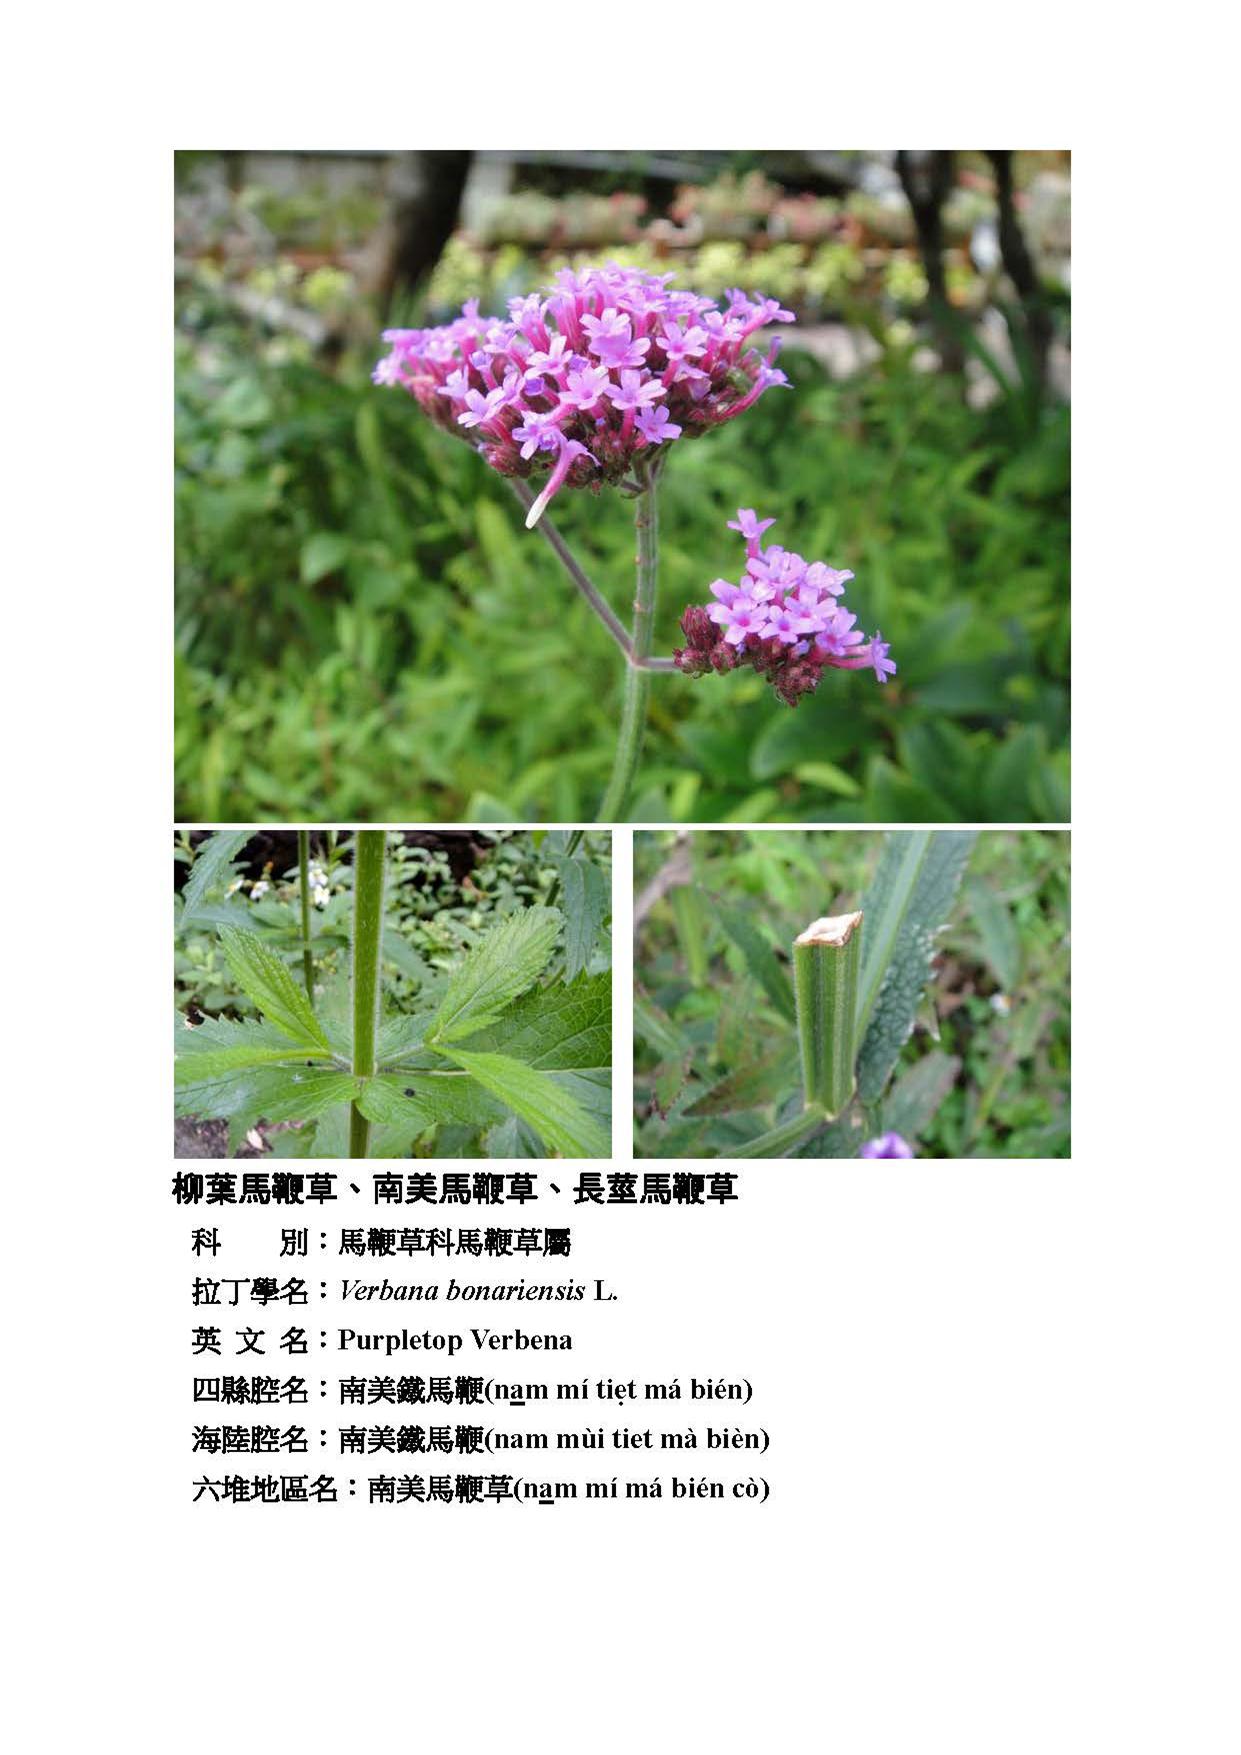 柳葉馬鞭草、南美馬鞭草、長莖馬鞭草
科　　別：馬鞭草科馬鞭草屬
拉丁學名：Verbana bonariensis L.
英 文 名：Purpletop Verbena
四縣腔名：南美鐵馬鞭(na̲m mí tiẹt má bién)
海陸腔名：南美鐵馬鞭(nam mùi tiet mà bièn)
六堆地區名：南美馬鞭草(na̲m mí má bién cò)